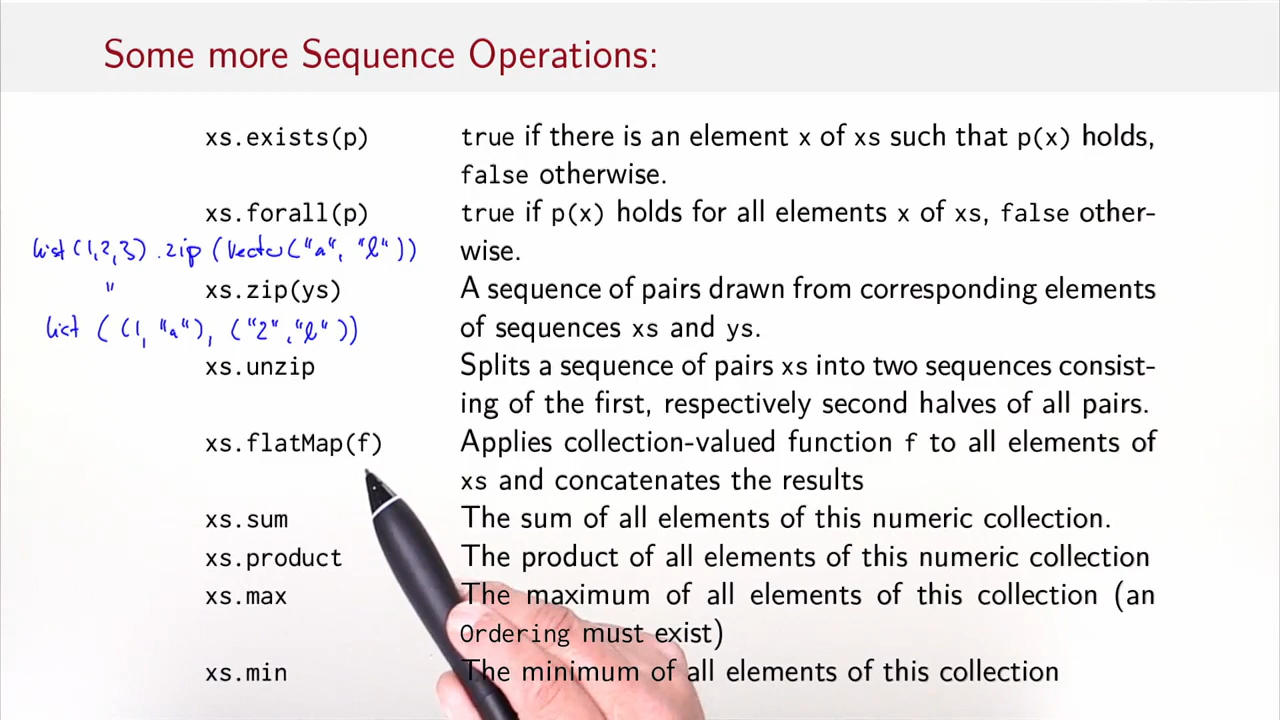 Some more Sequence Operations:
xs.exists(p) true if there is an element x of xs such that p(x) holds,
false otherwise.
xs.forall(p) true if p(x) holds for all elements x of xs, false other-
list(1,2,3) .zip (Vector("a", "b")) wise.
" xs.zip(ys) A sequence of pairs drawn from corresponding elements
list ((1, "a"), ("2", "b")) of sequences xs and ys.
xs.unzip Splits a sequence of pairs xs into two sequences consist-
ing of the first, respectively second halves of all pairs.
xs.flatMap(f) Applies collection-valued function f to all elements of
xs and concatenates the results
xs.sum The sum of all elements of this numeric collection.
xs.product The product of all elements of this numeric collection
xs.max The maximum of all elements of this collection (an
Ordering must exist)
xs.min The minimum of all elements of this collection